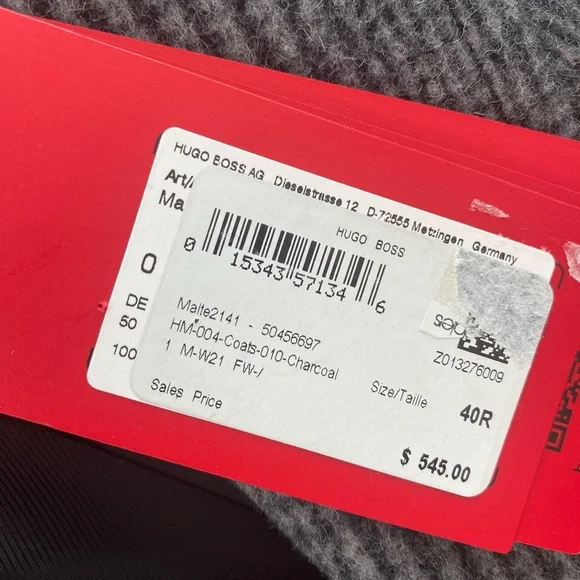 HUGO BOSS AG Dieselstrasse 12 D-72555 Metzingen Germany
Art/
Ma
HUGO BOSS
0 15343 57134 6
0
Malte2141 - 50456697
Z013276009
DE
HM-004-Coats-010-Charcoal
50
1 M-W21 FW-/
100
Size/Taille
40R
Sales Price
$ 545.00